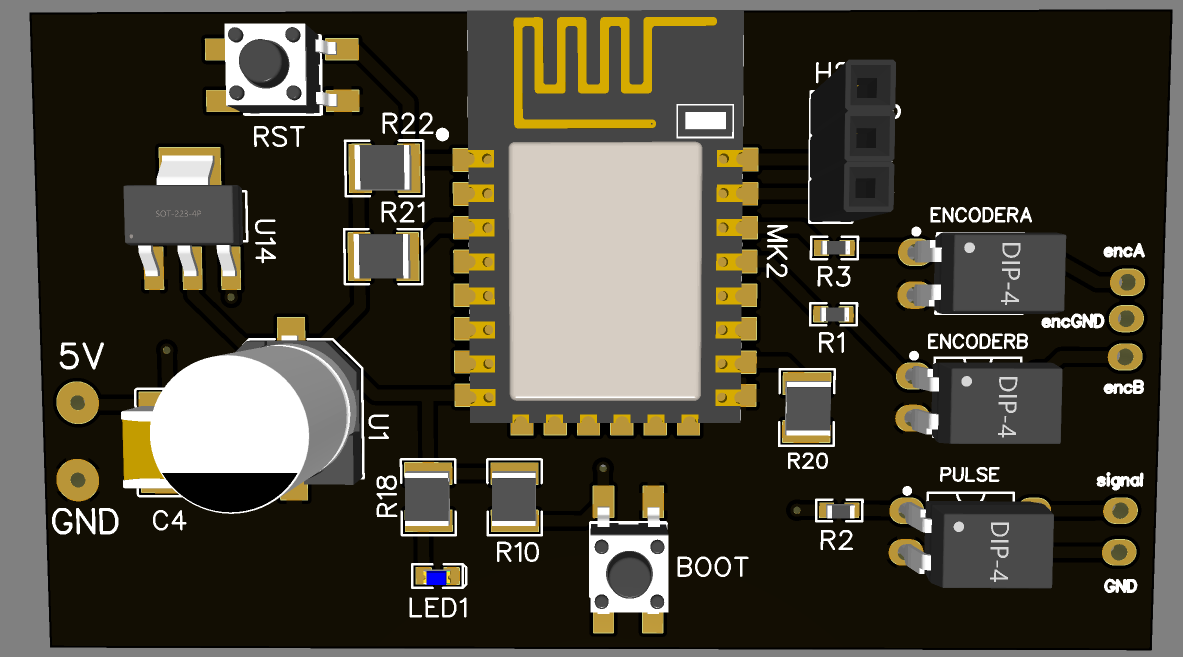 RST
R22
R21
SOT-223-4P
U14
MK2
ENCODERA
DIP-4
encA
R3
encGND
R1
ENCODERB
DIP-4
encB
5V
U1
GND
C4
R18
R10
R20
PULSE
signal
R2
DIP-4
GND
BOOT
LED1